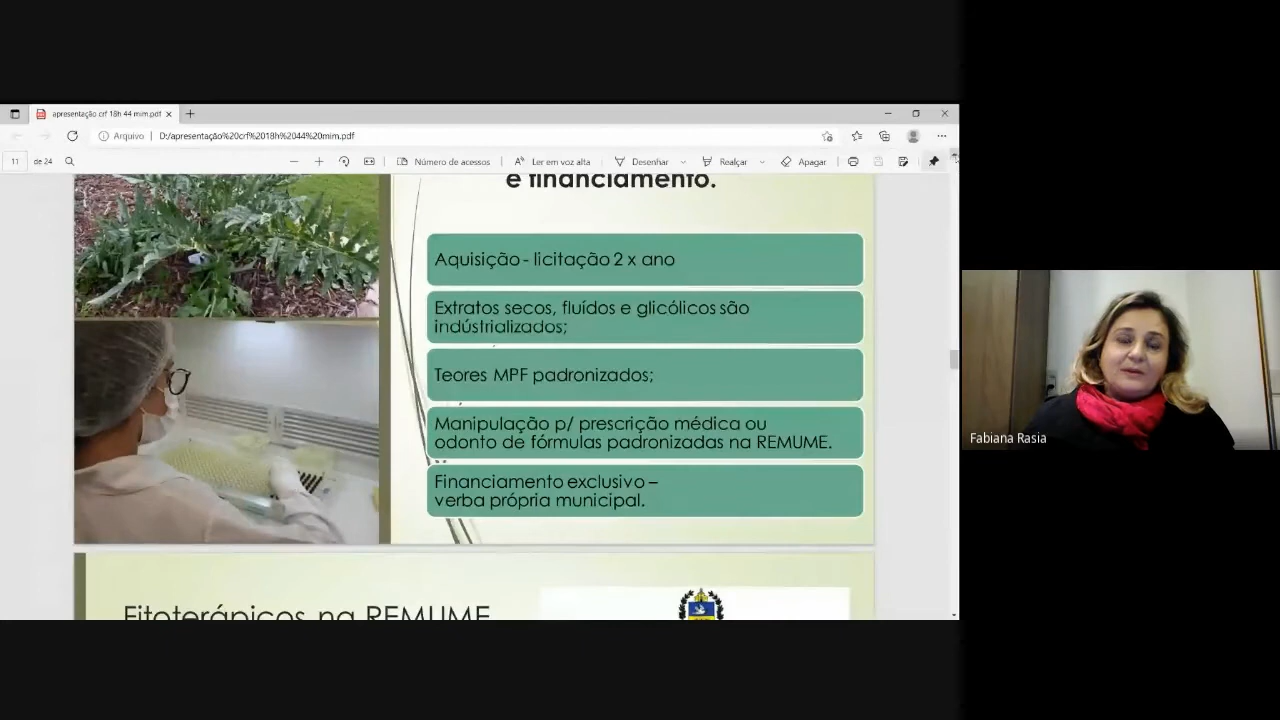 apresentação crf 18h 44 mim.pdf
Arquivo
D:/apresentação%20crf%2018h%2044%20mim.pdf
11
de 24
Número de acessos
Ler em voz alta
Desenhar
Realçar
Apagar
e financiamento.
Aquisição - licitação 2 x ano
Extratos secos, fluídos e glicólicos são
indústrializados;
Teores MPF padronizados;
Manipulação p/ prescrição médica ou
odonto de fórmulas padronizadas na REMUME.
Financiamento exclusivo –
verba própria municipal.
Fitoterápicos na REMUME
Fabiana Rasia